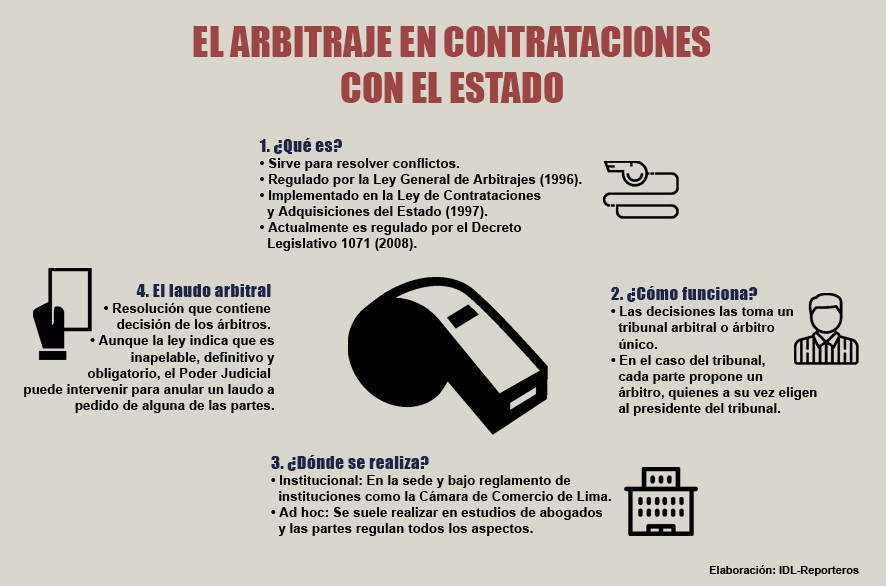 EL ARBITRAJE EN CONTRATACIONES
CON EL ESTADO
1. ¿Qué es?
• Sirve para resolver conflictos.
• Regulado por la Ley General de Arbitrajes (1996).
• Implementado en la Ley de Contrataciones
y Adquisiciones del Estado (1997).
• Actualmente es regulado por el Decreto
Legislativo 1071 (2008).
2. ¿Cómo funciona?
• Las decisiones las toma un
tribunal arbitral o árbitro
único.
• En el caso del tribunal,
cada parte propone un
árbitro, quienes a su vez eligen
al presidente del tribunal.
3. ¿Dónde se realiza?
• Institucional: En la sede y bajo reglamento de
instituciones como la Cámara de Comercio de Lima.
• Ad hoc: Se suele realizar en estudios de abogados
y las partes regulan todos los aspectos.
4. El laudo arbitral
• Resolución que contiene
decisión de los árbitros.
• Aunque la ley indica que es
inapelable, definitivo y
obligatorio, el Poder Judicial
puede intervenir para anular un laudo a
pedido de alguna de las partes.
Elaboración: IDL-Reporteros